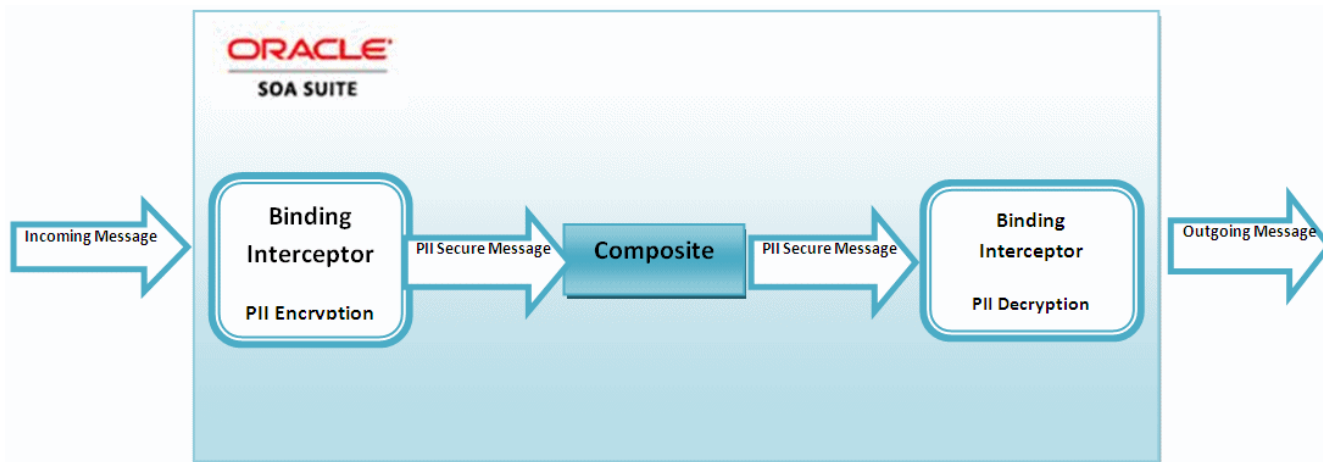 ORACLE
SOA SUITE
Incoming Message
Binding
Interceptor
PII Encryption
PII Secure Message
Composite
PII Secure Message
Binding
Interceptor
PII Decryption
Outgoing Message